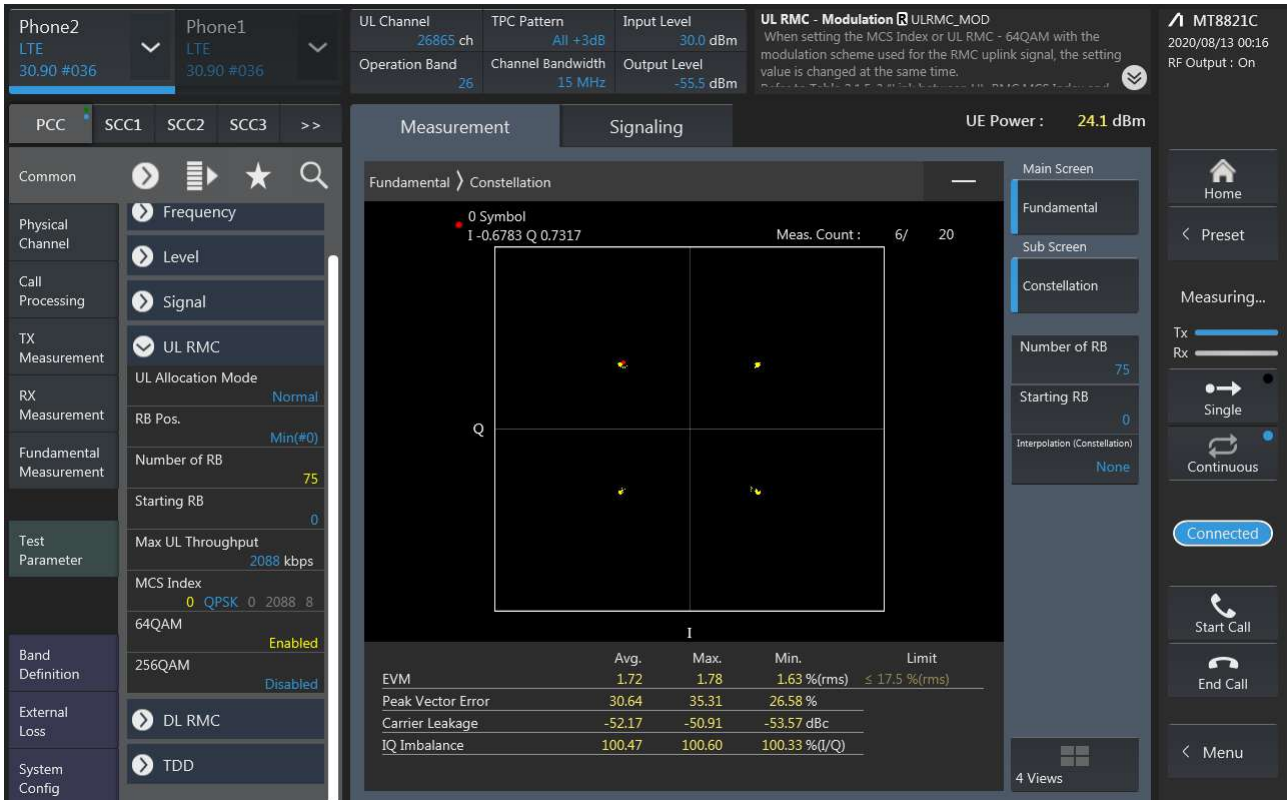 Phone2
LTE
30.90 #036
Phone1
LTE
30.90 #036
UL Channel
26865 ch
Operation Band
26
TPC Pattern
All +3dB
Channel Bandwidth
15 MHz
Input Level
30.0 dBm
Output Level
-55.5 dBm
UL RMC - Modulation R ULRMC_MOD
When setting the MCS Index or UL RMC - 64QAM with the
modulation scheme used for the RMC uplink signal, the setting
value is changed at the same time.
MT8821C
2020/08/13 00:16
RF Output : On
PCC
SCC1
SCC2
SCC3
>>
Measurement
Signaling
UE Power : 24.1 dBm
Common
Physical
Channel
Call
Processing
TX
Measurement
RX
Measurement
Fundamental
Measurement
Test
Parameter
Band
Definition
External
Loss
System
Config
Frequency
Level
Signal
UL RMC
UL Allocation Mode
Normal
RB Pos.
Min(#0)
Number of RB
75
Starting RB
0
Max UL Throughput
2088 kbps
MCS Index
0 QPSK 0 2088 8
64QAM
Enabled
256QAM
Disabled
DL RMC
TDD
Fundamental 〉 Constellation
0 Symbol
I -0.6783 Q 0.7317
Meas. Count : 6/ 20
Q
I
Avg. Max. Min. Limit
EVM 1.72 1.78 1.63 %(rms) ≤ 17.5 %(rms)
Peak Vector Error 30.64 35.31 26.58 %
Carrier Leakage -52.17 -50.91 -53.57 dBc
IQ Imbalance 100.47 100.60 100.33 %(I/Q)
Main Screen
Fundamental
Sub Screen
Constellation
Number of RB
75
Starting RB
0
Interpolation (Constellation)
None
4 Views
Home
< Preset
Measuring...
Tx
Rx
Single
Continuous
Connected
Start Call
End Call
< Menu